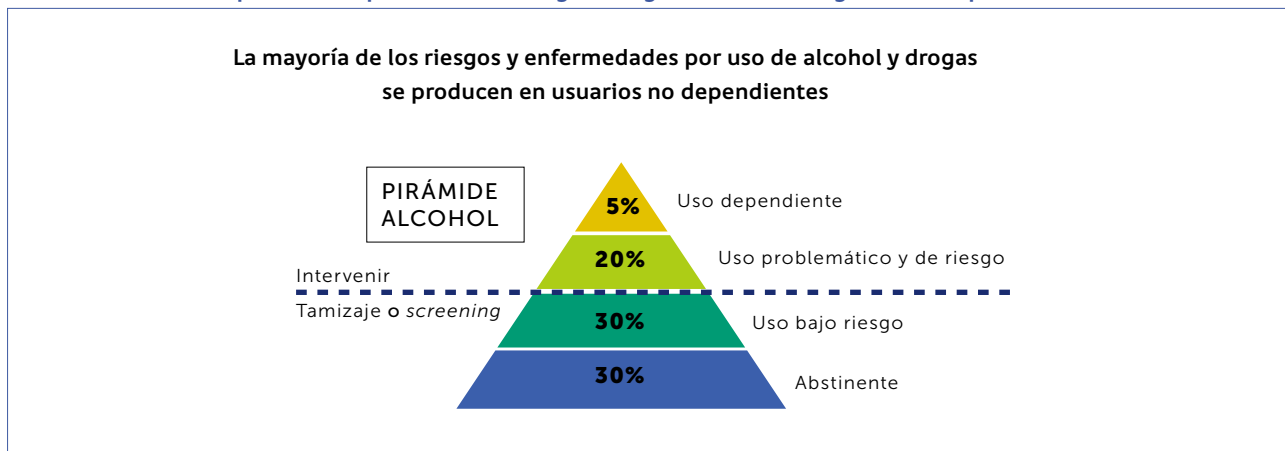 La mayoría de los riesgos y enfermedades por uso de alcohol y drogas
se producen en usuarios no dependientes
PIRÁMIDE
ALCOHOL
5%
Uso dependiente
20%
Uso problemático y de riesgo
Intervenir
Tamizaje o screening
30%
Uso bajo riesgo
30%
Abstinente